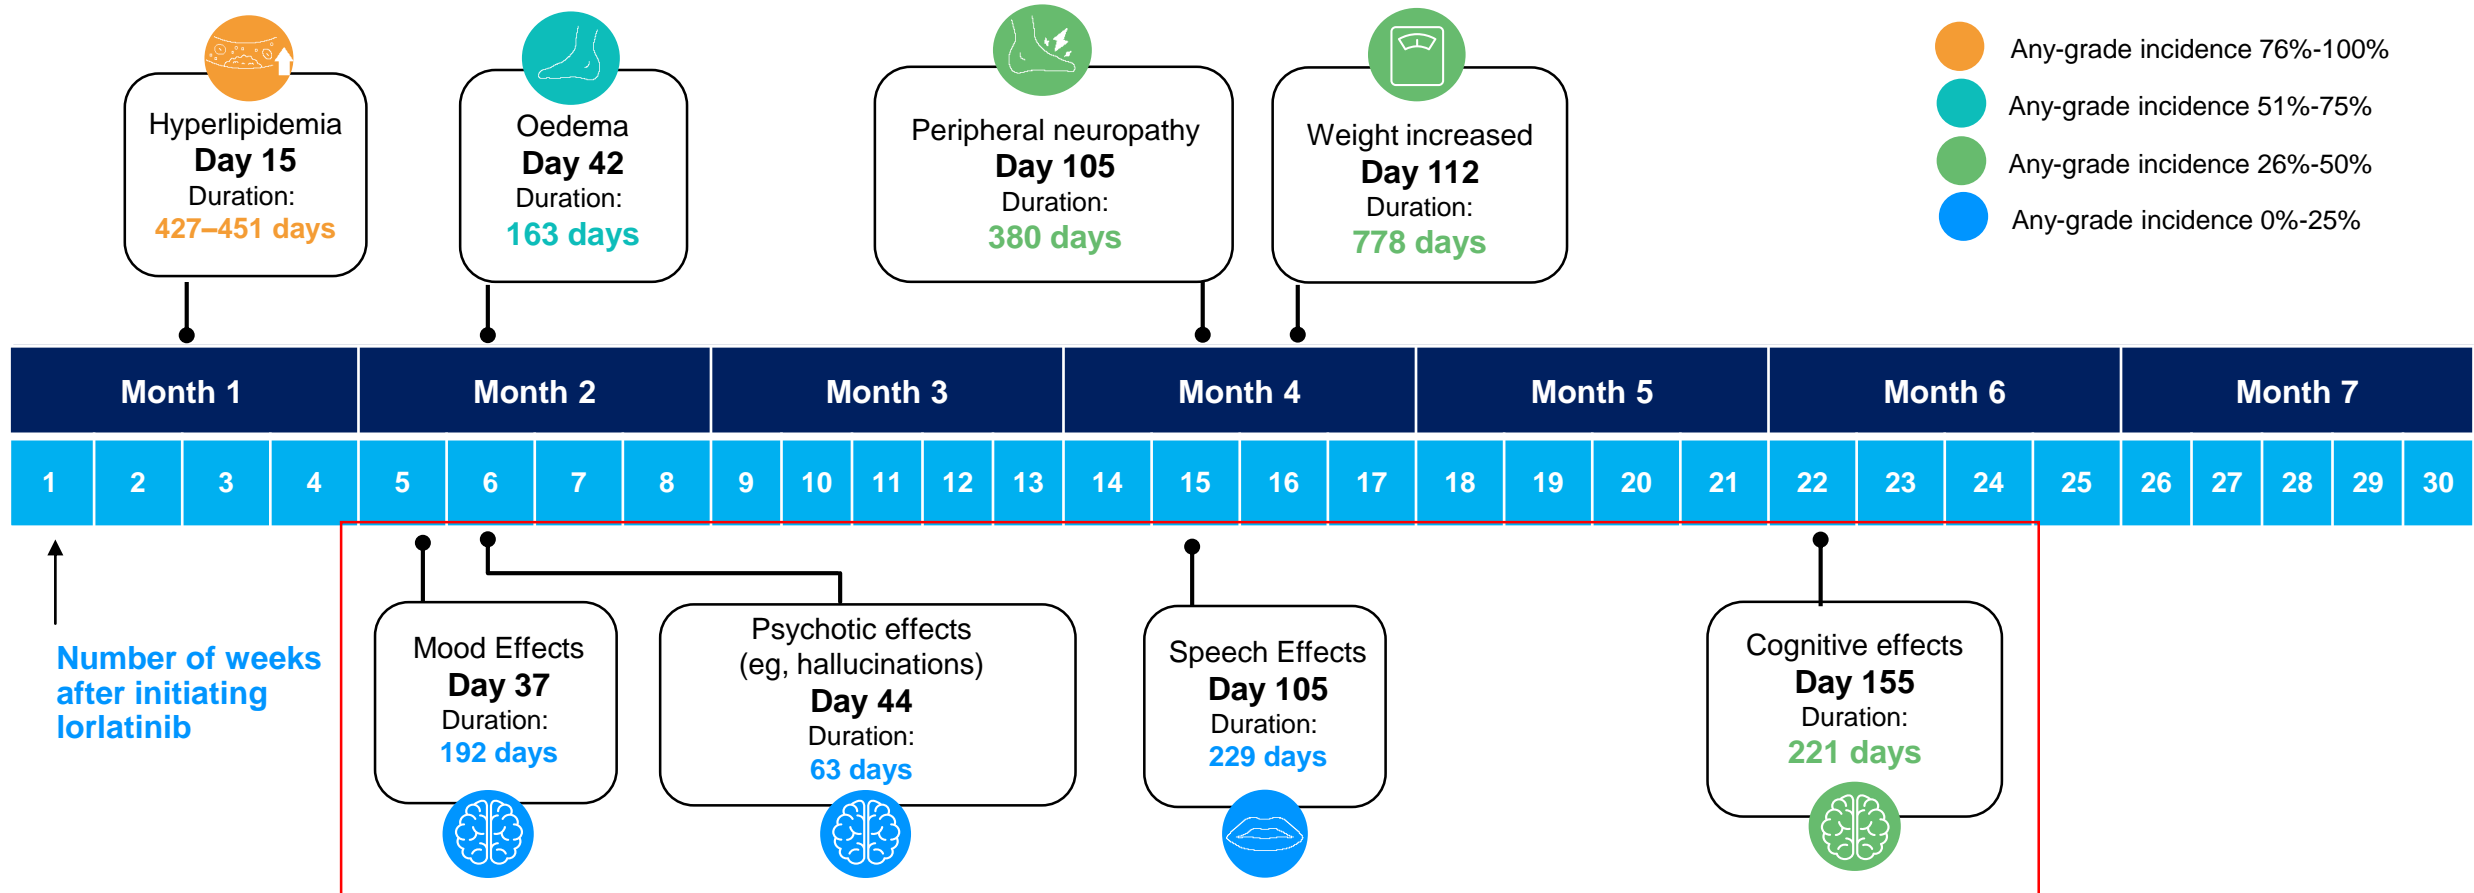 Hyperlipidemia
Day 15
Duration:
427–451 days
Oedema
Day 42
Duration:
163 days
Peripheral neuropathy
Day 105
Duration:
380 days
Weight increased
Day 112
Duration:
778 days
Any-grade incidence 76%-100%
Any-grade incidence 51%-75%
Any-grade incidence 26%-50%
Any-grade incidence 0%-25%
Month 1 Month 2 Month 3 Month 4 Month 5 Month 6 Month 7
1 2 3 4 5 6 7 8 9 10 11 12 13 14 15 16 17 18 19 20 21 22 23 24 25 26 27 28 29 30
Number of weeks
after initiating
lorlatinib
Mood Effects
Day 37
Duration:
192 days
Psychotic effects
(eg, hallucinations)
Day 44
Duration:
63 days
Speech Effects
Day 105
Duration:
229 days
Cognitive effects
Day 155
Duration:
221 days